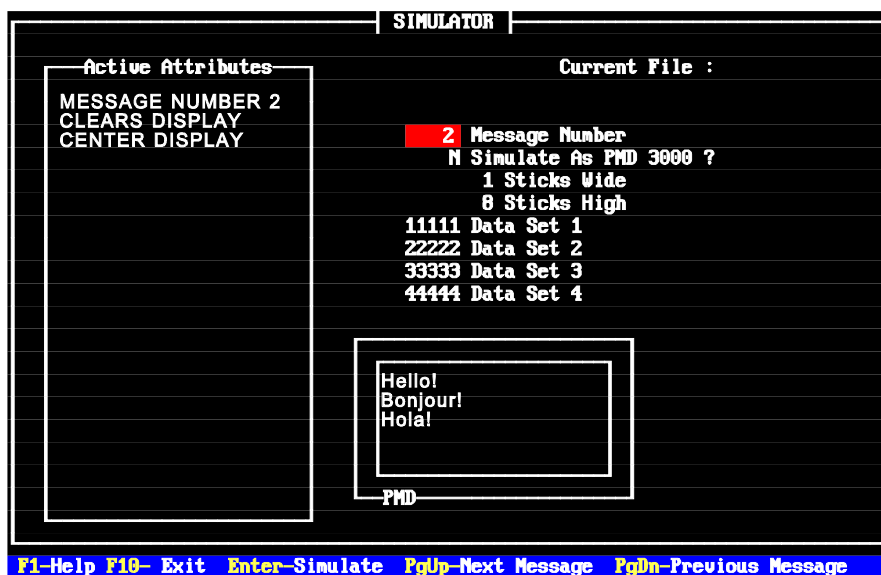 SIMULATOR
Active Attributes
MESSAGE NUMBER 2
CLEARS DISPLAY
CENTER DISPLAY
Current File :
2 Message Number
N Simulate As PMD 3000 ?
1 Sticks Wide
8 Sticks High
11111 Data Set 1
22222 Data Set 2
33333 Data Set 3
44444 Data Set 4
Hello!
Bonjour!
Hola!
PMD
F1-Help F10- Exit Enter-Simulate PgUp-Next Message PgDn-Previous Message